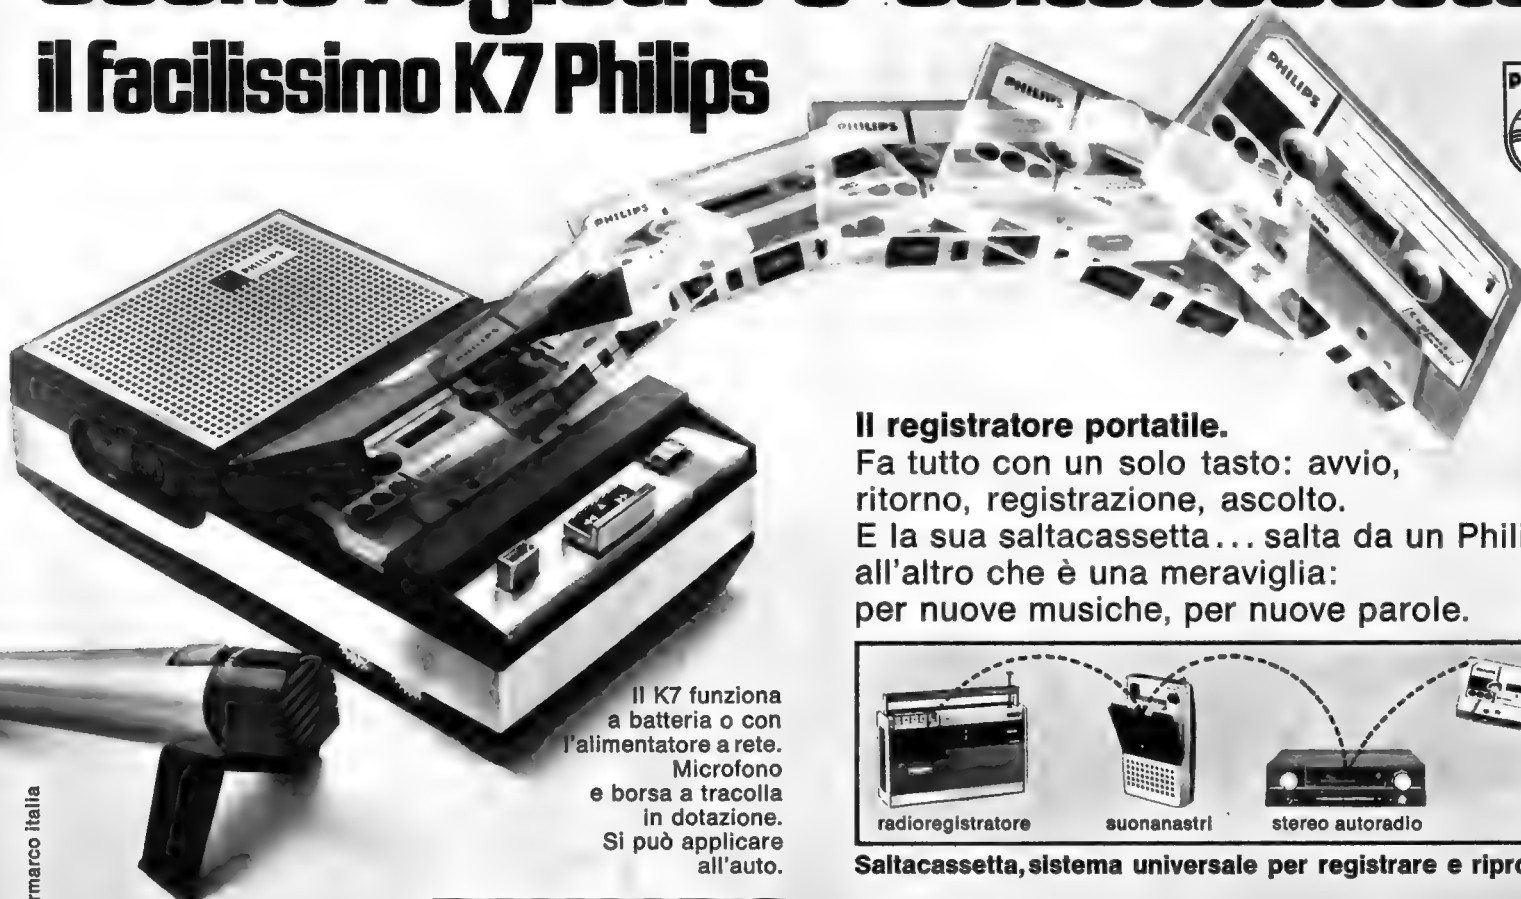 il facilissimo K7 Philips
PHILIPS
PHILIPS
PHILIPS
PHILIPS
PHILIPS
1
Il registratore portatile.
Fa tutto con un solo tasto: avvio,
ritorno, registrazione, ascolto.
E la sua saltacassetta... salta da un Phili
all'altro che è una meraviglia:
per nuove musiche, per nuove parole.
Il K7 funziona
a batteria o con
l'alimentatore a rete.
Microfono
e borsa a tracolla
in dotazione.
Si può applicare
all'auto.
radioregistratore
suonanastri
stereo autoradio
Saltacassetta, sistema universale per registrare e ripro
rmarco italia